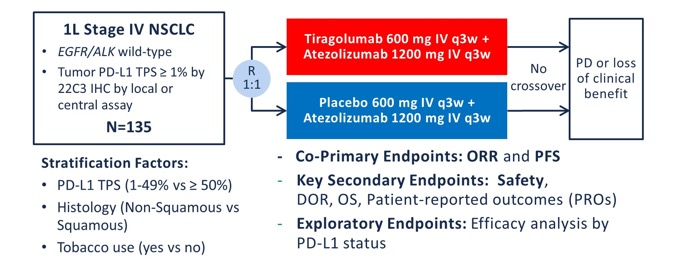 1L Stage IV NSCLC
• EGFR/ALK wild-type
• Tumor PD-L1 TPS ≥ 1% by
22C3 IHC by local or
central assay
N=135
R
1:1
Tiragolumab 600 mg IV q3w +
Atezolizumab 1200 mg IV q3w
Placebo 600 mg IV q3w +
Atezolizumab 1200 mg IV q3w
No
crossover
PD or loss
of clinical
benefit
Stratification Factors:
• PD-L1 TPS (1-49% vs ≥ 50%)
• Histology (Non-Squamous vs
Squamous)
• Tobacco use (yes vs no)
- Co-Primary Endpoints: ORR and PFS
- Key Secondary Endpoints: Safety,
DOR, OS, Patient-reported outcomes (PROs)
- Exploratory Endpoints: Efficacy analysis by
PD-L1 status